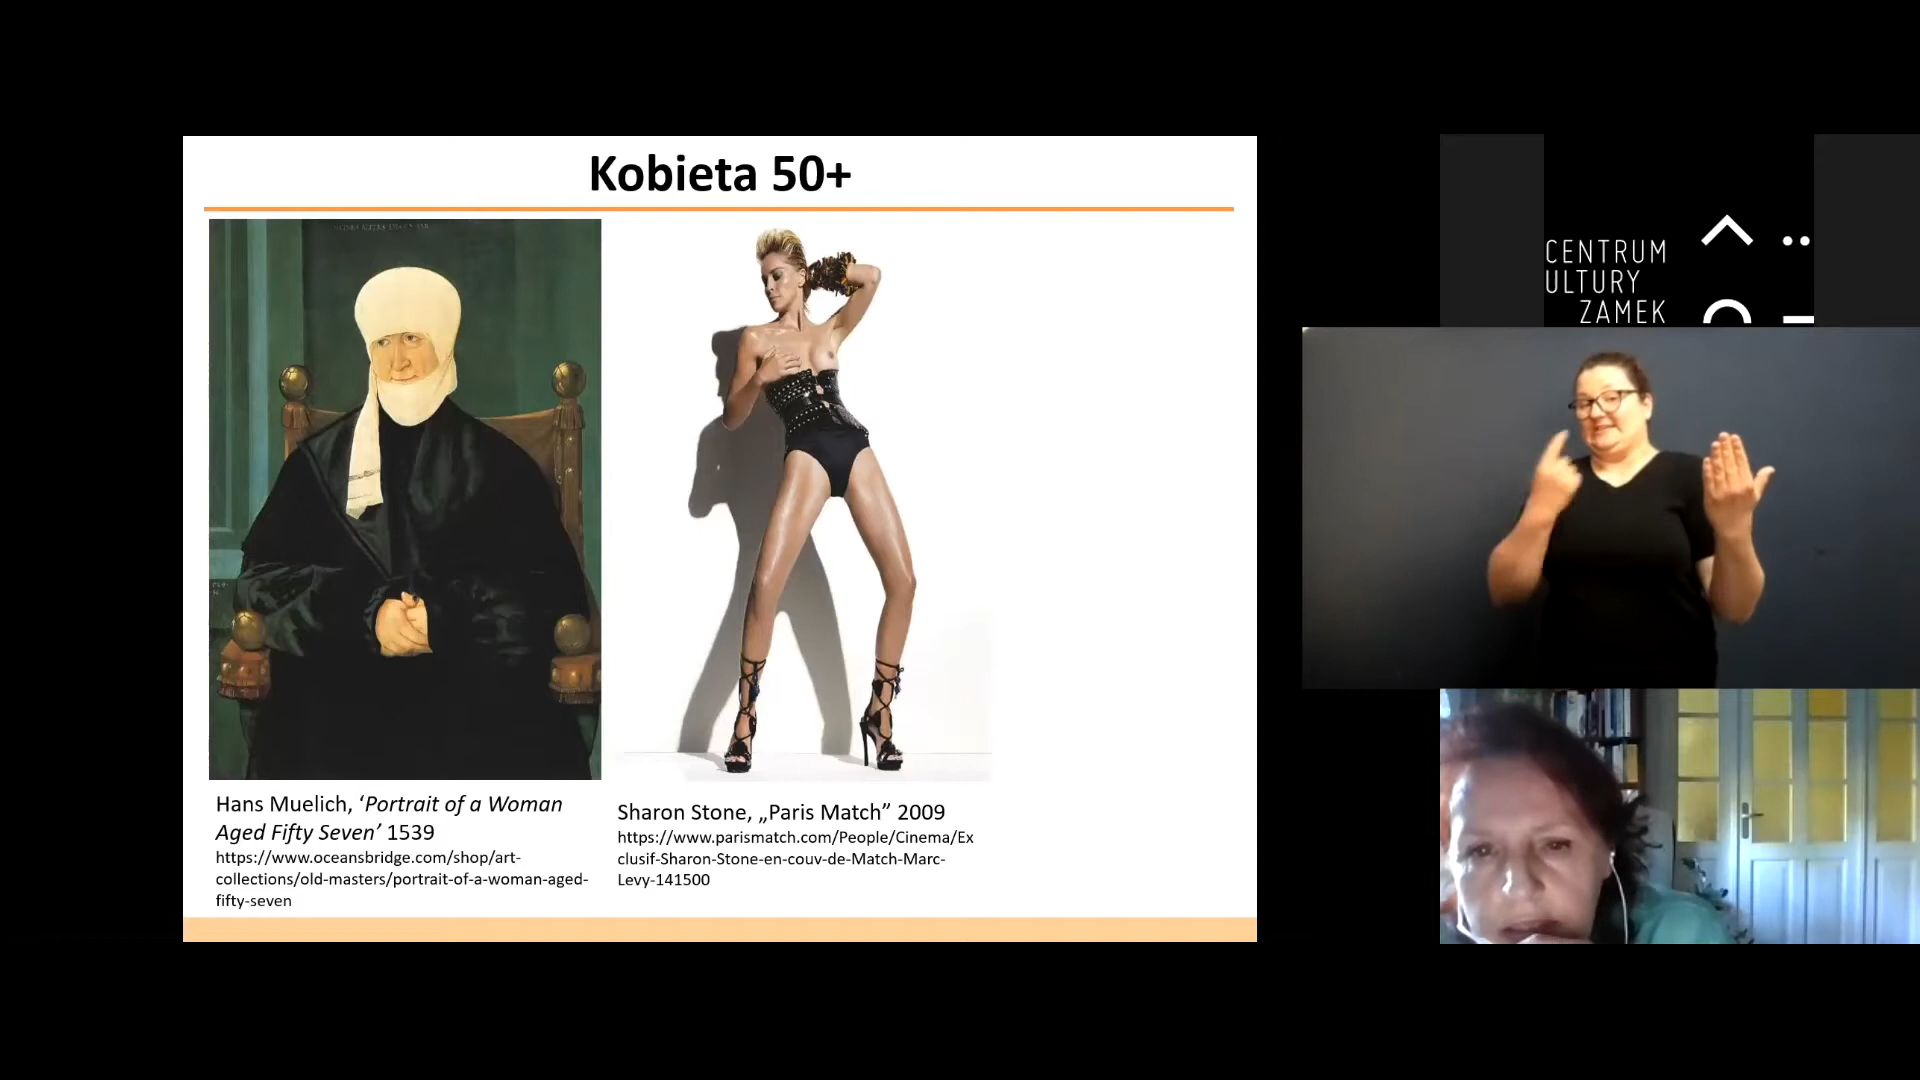 Kobieta 50+
Hans Muelich, ‘Portrait of a Woman
Aged Fifty Seven’ 1539
https://www.oceansbridge.com/shop/art-
collections/old-masters/portrait-of-a-woman-aged-
fifty-seven
Sharon Stone, „Paris Match” 2009
https://www.parismatch.com/People/Cinema/Ex
clusif-Sharon-Stone-en-couv-de-Match-Marc-
Levy-141500
CENTRUM
ULTURY
ZAMEK